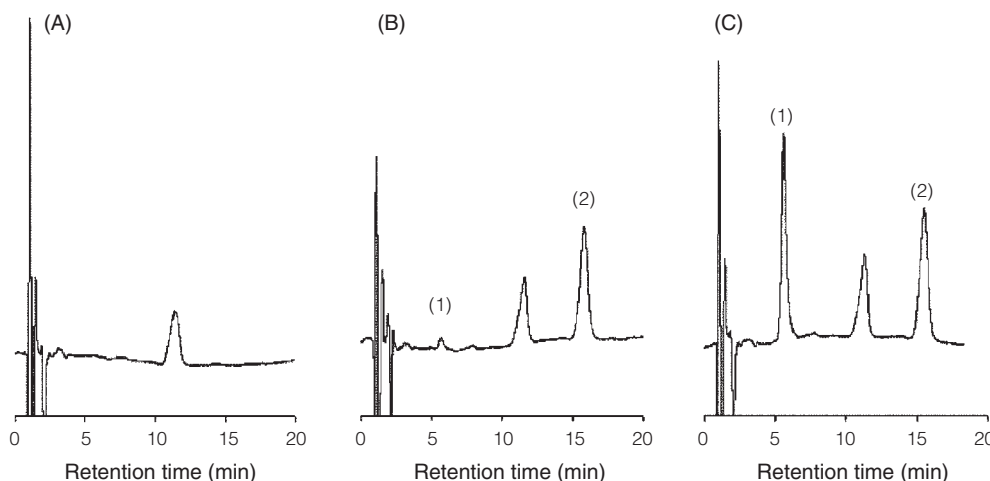 (A)
(B)
(C)
(1)
(2)
(1)
(2)
0 5 10 15 20
0 5 10 15 20
0 5 10 15 20
Retention time (min)
Retention time (min)
Retention time (min)